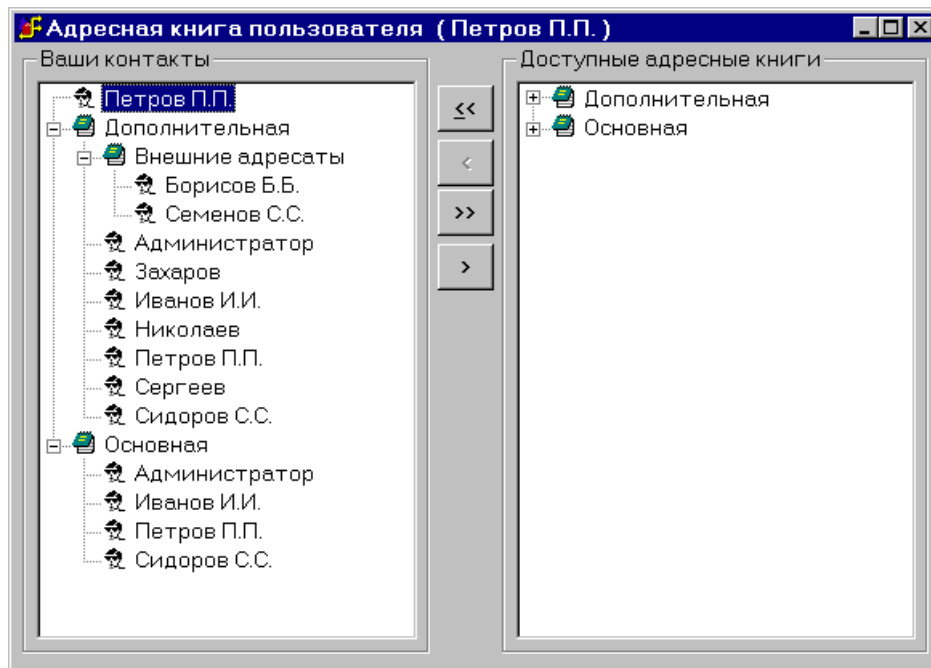 Адресная книга пользователя ( Петров П.П. )
Ваши контакты
Петров П.П.
Дополнительная
Внешние адресаты
Борисов Б.Б.
Семенов С.С.
Администратор
Захаров
Иванов И.И.
Николаев
Петров П.П.
Сергеев
Сидоров С.С.
Основная
Администратор
Иванов И.И.
Петров П.П.
Сидоров С.С.
<<
<
>>
>
Доступные адресные книги
Дополнительная
Основная